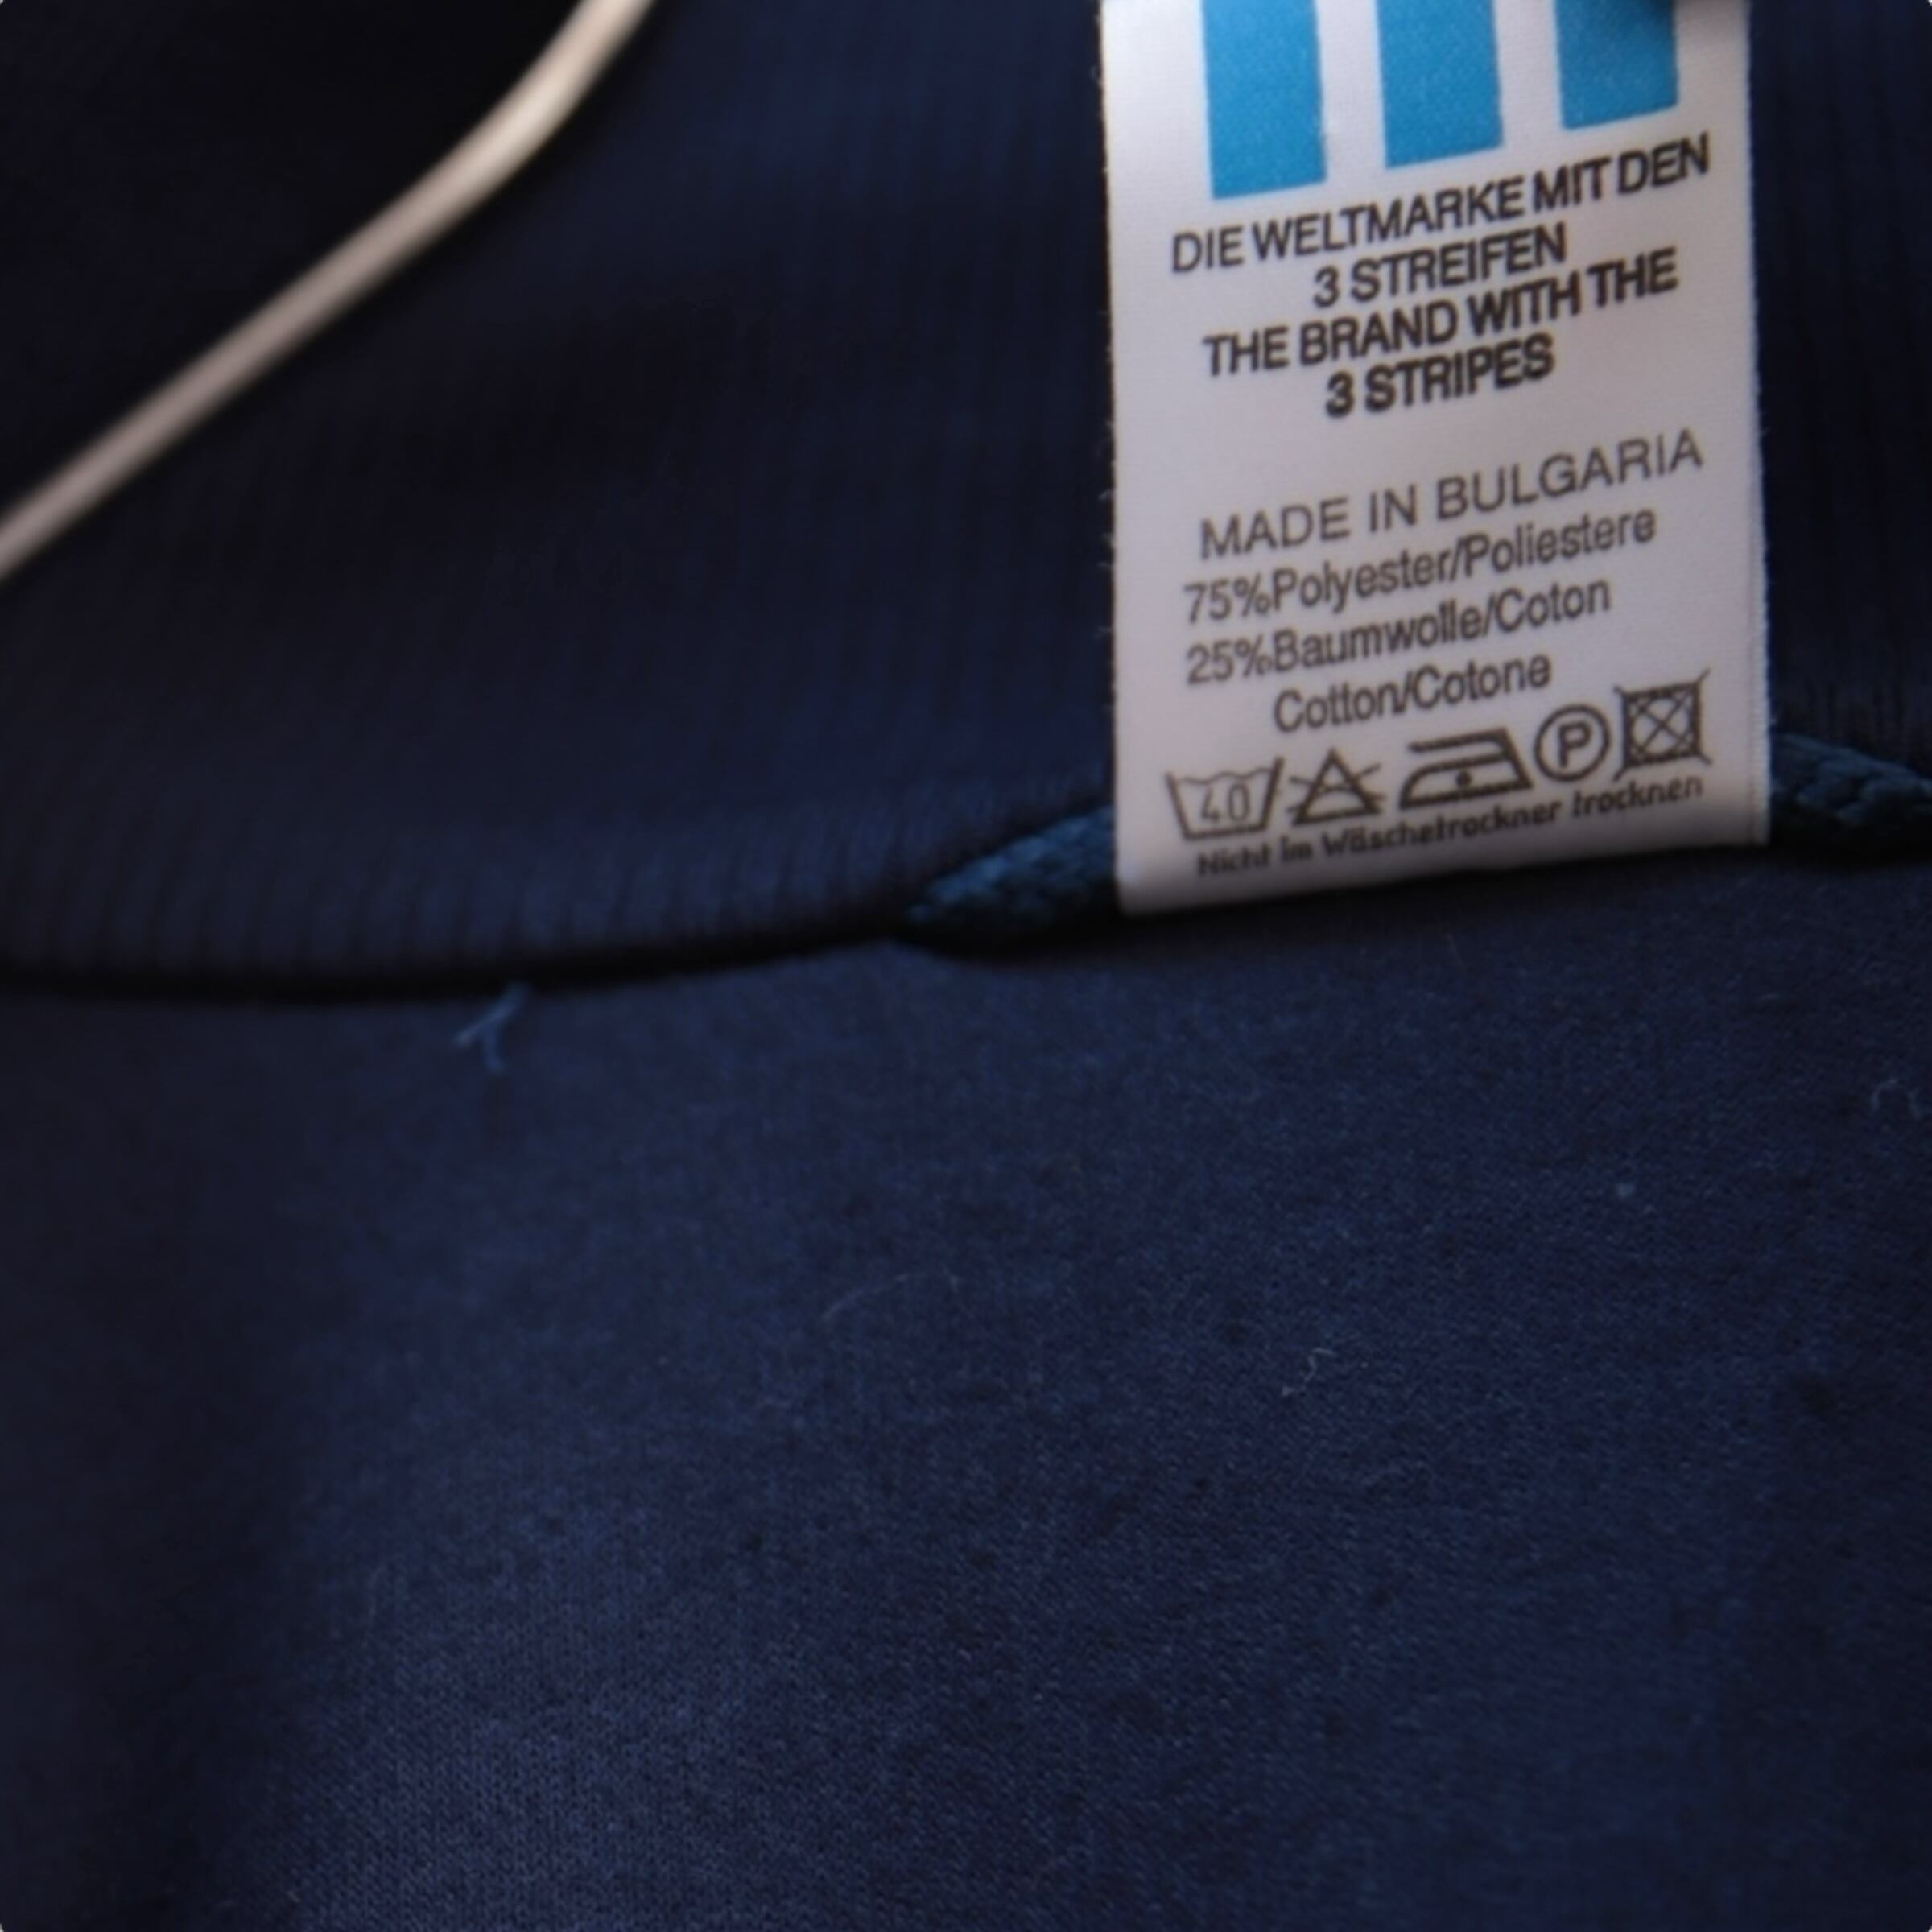 DIE WELTMARKE MIT DEN
3 STREIFEN
THE BRAND WITH THE
3 STRIPES
MADE IN BULGARIA
75%Polyester/Poliestere
25%Baumwolle/Coton
Cotton/Cotone
40 P
Nicht im Wäschetrockner trocknen